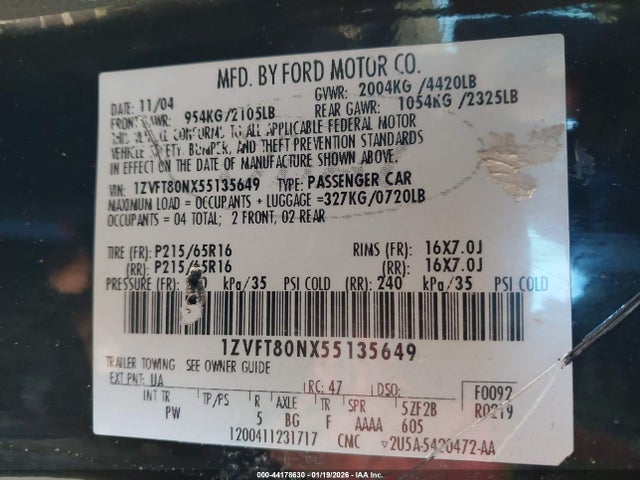 MFD. BY FORD MOTOR CO.
DATE: 11/04 GVWR: 2004KG /4420LB
FRONT GAWR: 954KG/2105LB REAR GAWR: 1054KG /2325LB
THIS VEHICLE CONFORMS TO ALL APPLICABLE FEDERAL MOTOR
VEHICLE SAFETY, BUMPER, AND THEFT PREVENTION STANDARDS
IN EFFECT ON THE DATE OF MANUFACTURE SHOWN ABOVE.
VIN: 1ZVFT80NX55135649 TYPE: PASSENGER CAR
MAXIMUM LOAD = OCCUPANTS + LUGGAGE =327KG/0720LB
OCCUPANTS = 04 TOTAL; 2 FRONT, 02 REAR
TIRE (FR): P215/65R16 RIMS (FR): 16X7.0J
(RR): P215/65R16 (RR): 16X7.0J
PRESSURE (FR): kPa/35 PSI COLD (RR): 240 kPa/35 PSI COLD
1ZVFT80NX55135649
TRAILER TOWING SEE OWNER GUIDE
EXT PNT: UA RC: 47 DSO: F0092
INT TR TP/PS R AXLE TR SPR 5ZF2B R0219
PW 5 BG F AAAA 605
1200411231717 CMC 2U5A-5420472-AA
000-44178630 - 01/19/2026 - IAA Inc.